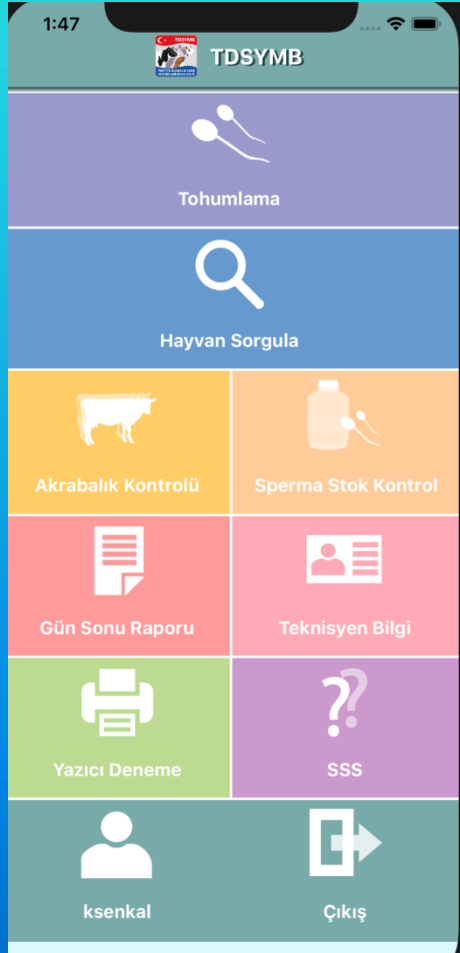 1:47
TDSYMB
TDSYMB
Tohumlama
Hayvan Sorgula
Akrabalık Kontrolü
Sperma Stok Kontrol
Gün Sonu Raporu
Teknisyen Bilgi
Yazıcı Deneme
SSS
ksenkal
Çıkış